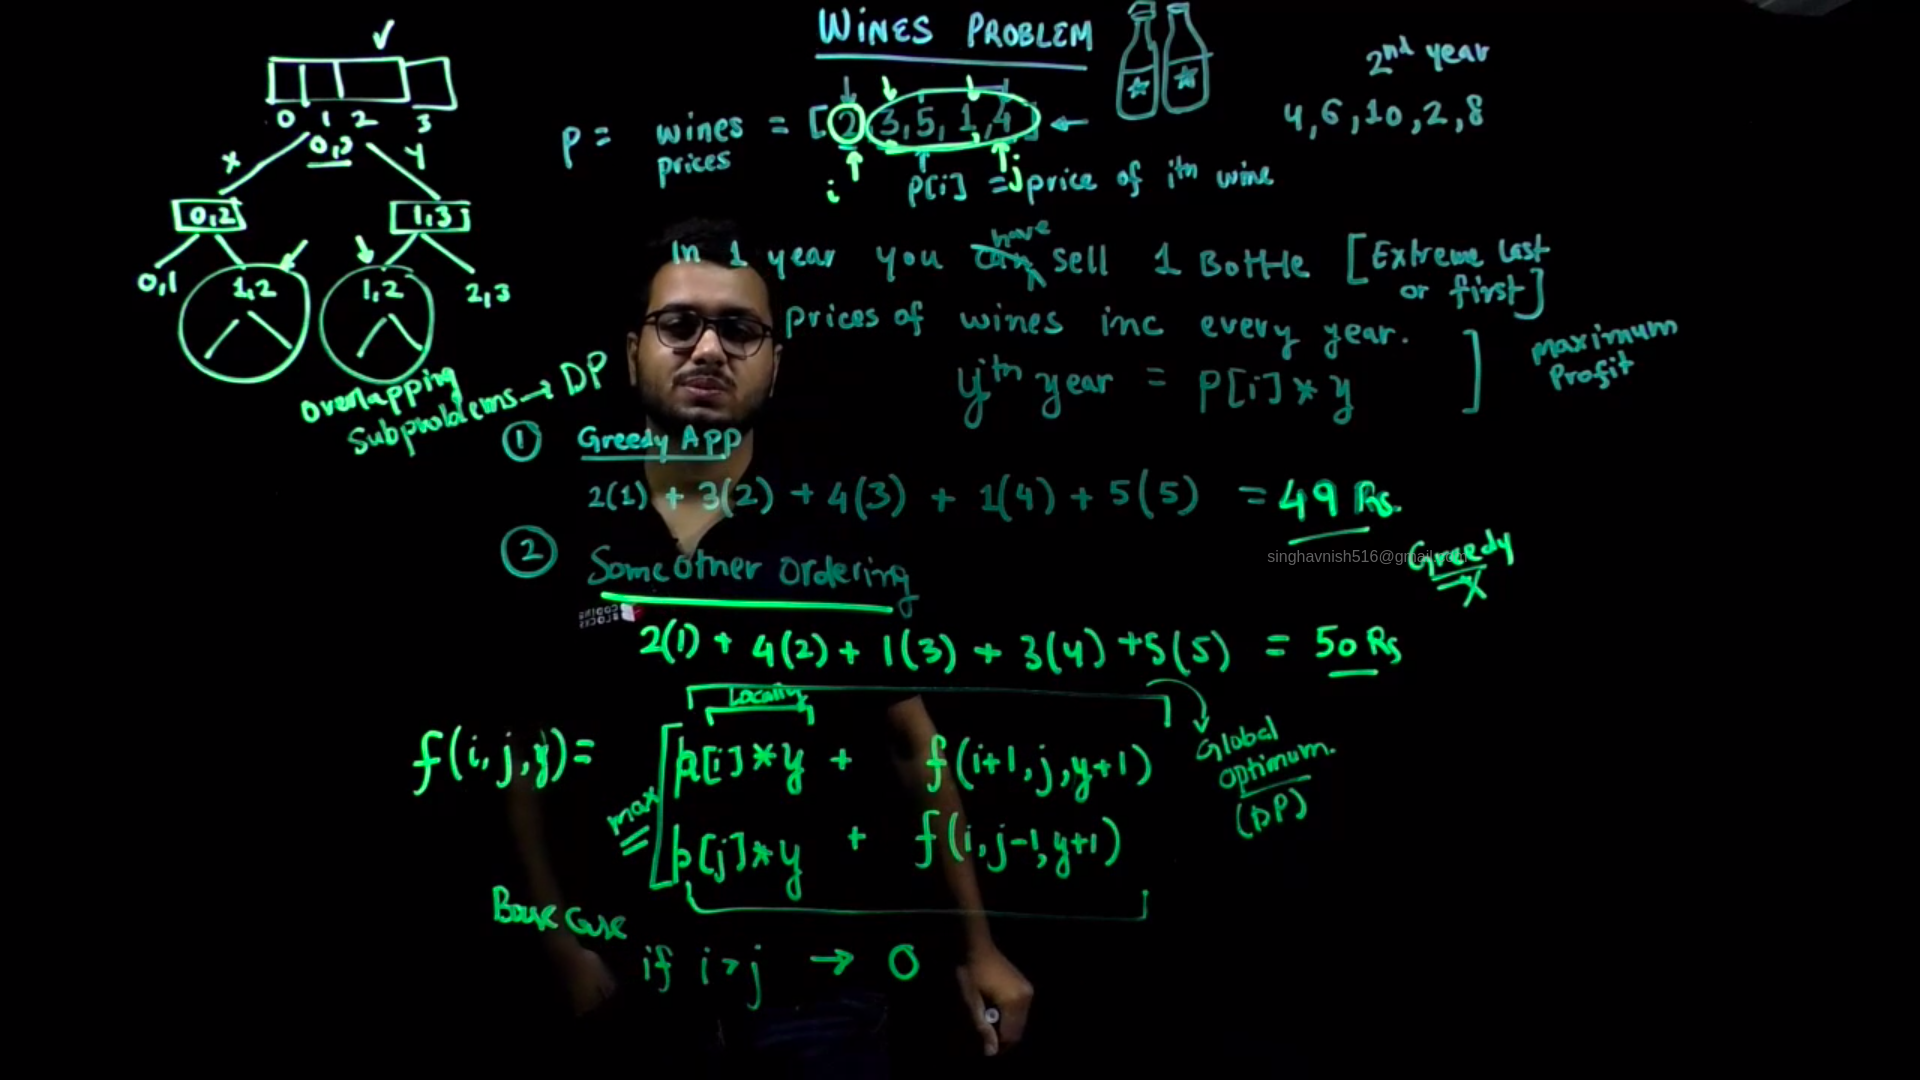 WINES PROBLEM
2nd year
4, 6, 10, 2, 8
P = wines prices = [2, 3, 5, 1, 4]
i
j
P[i] = price of ith wine
0 1 2 3
0,3
x
y
0,2
1,3
0,1
1,2
1,2
2,3
overlapping
subproblems → DP
In 1 year you have sell 1 Bottle [Extreme last
or first]
prices of wines inc every year.
yth year = P[i] * y
Maximum
Profit
① Greedy App
2(1) + 3(2) + 4(3) + 1(4) + 5(5) = 49 Rs.
② Some other ordering
singhavnish516@gmail.com
Greedy
X
CODING
BLOCKS
2(1) + 4(2) + 1(3) + 3(4) + 5(5) = 50 Rs
Locally
f(i, j, y) =
max
p[i] * y + f(i+1, j, y+1)
p[j] * y + f(i, j-1, y+1)
Global
optimum.
(DP)
Base Case
if i > j → 0